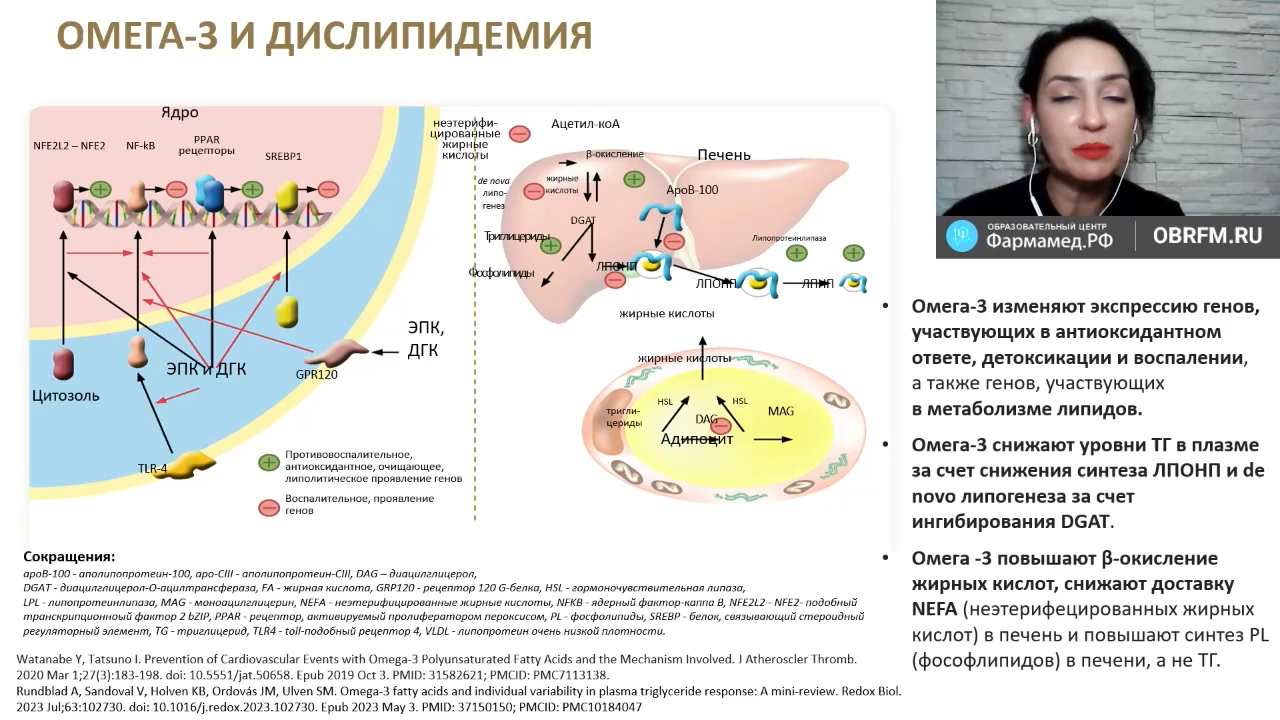 ОМЕГА-3 И ДИСЛИПИДЕМИЯ
Ядро
NFE2L2 – NFE2
NF-kB
PPAR
рецепторы
SREBP1
ЭПК и ДГК
Цитозоль
GPR120
ЭПК,
ДГК
TLR-4
Противовоспалительное,
антиоксидантное, очищающее,
липолитическое проявление генов
Воспалительное, проявление
генов
неэтерифи-
цированные
жирные
кислоты
Ацетил-коА
β-окисление
Печень
de nova
липо-
генез
жирные
кислоты
ApoB-100
DGAT
Триглицериды
Фосфолипиды
ЛПОНП
Липопротеинлипаза
ЛПОНП
ЛПНП
жирные кислоты
жирные кислоты
тригли-
цериды
HSL
HSL
DAG
MAG
Адипоцит
ОБРАЗОВАТЕЛЬНЫЙ ЦЕНТР
Фармамед.РФ
OBRFM.RU
• Омега-3 изменяют экспрессию генов,
участвующих в антиоксидантном
ответе, детоксикации и воспалении,
а также генов, участвующих
в метаболизме липидов.
• Омега-3 снижают уровни ТГ в плазме
за счет снижения синтеза ЛПОНП и de
novo липогенеза за счет
ингибирования DGAT.
• Омега -3 повышают β-окисление
жирных кислот, снижают доставку
NEFA (неэтерифецированных жирных
кислот) в печень и повышают синтез PL
(фософлипидов) в печени, а не ТГ.
Сокращения:
apoB-100 - аполипопротеин-100, apo-CIII - аполипопротеин-CIII, DAG – диацилглицерол,
DGAT - диацилглицерол-О-ацилтрансфераза, FA - жирная кислота, GRP120 - рецептор 120 G-белка, HSL - гормоночувствительная липаза,
LPL - липопротеинлипаза, MAG - моноацилглицерин, NEFA - неэтерифицированные жирные кислоты, NFKB - ядерный фактор-каппа B, NFE2L2 - NFE2- подобный
транскрипционный фактор 2 bZIP, PPAR - рецептор, активируемый пролифератором пероксисом, PL - фосфолипиды, SREBP - белок, связывающий стероидный
регуляторный элемент, TG - триглицерид, TLR4 - toll-подобный рецептор 4, VLDL - липопротеин очень низкой плотности.
Watanabe Y, Tatsuno I. Prevention of Cardiovascular Events with Omega-3 Polyunsaturated Fatty Acids and the Mechanism Involved. J Atheroscler Thromb.
2020 Mar 1;27(3):183-198. doi: 10.5551/jat.50658. Epub 2019 Oct 3. PMID: 31582621; PMCID: PMC7113138.
Rundblad A, Sandoval V, Holven KB, Ordovás JM, Ulven SM. Omega-3 fatty acids and individual variability in plasma triglyceride response: A mini-review. Redox Biol.
2023 Jul;63:102730. doi: 10.1016/j.redox.2023.102730. Epub 2023 May 3. PMID: 37150150; PMCID: PMC10184047